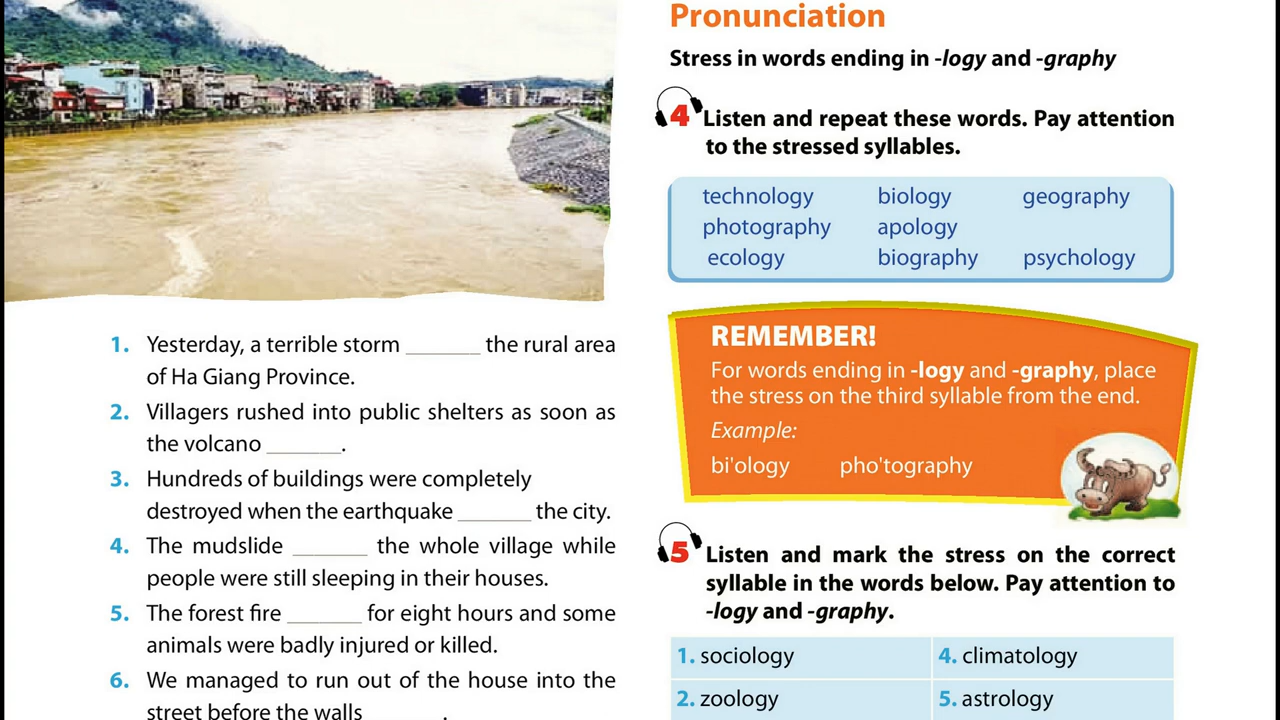 1. Yesterday, a terrible storm _______ the rural area
of Ha Giang Province.
2. Villagers rushed into public shelters as soon as
the volcano _______.
3. Hundreds of buildings were completely
destroyed when the earthquake _______ the city.
4. The mudslide _______ the whole village while
people were still sleeping in their houses.
5. The forest fire _______ for eight hours and some
animals were badly injured or killed.
6. We managed to run out of the house into the
street before the walls _______.
Pronunciation
Stress in words ending in -logy and -graphy
4 Listen and repeat these words. Pay attention
to the stressed syllables.
technology biology geography
photography apology
ecology biography psychology
REMEMBER!
For words ending in -logy and -graphy, place
the stress on the third syllable from the end.
Example:
bi'ology pho'tography
5 Listen and mark the stress on the correct
syllable in the words below. Pay attention to
-logy and -graphy.
1. sociology 4. climatology
2. zoology 5. astrology